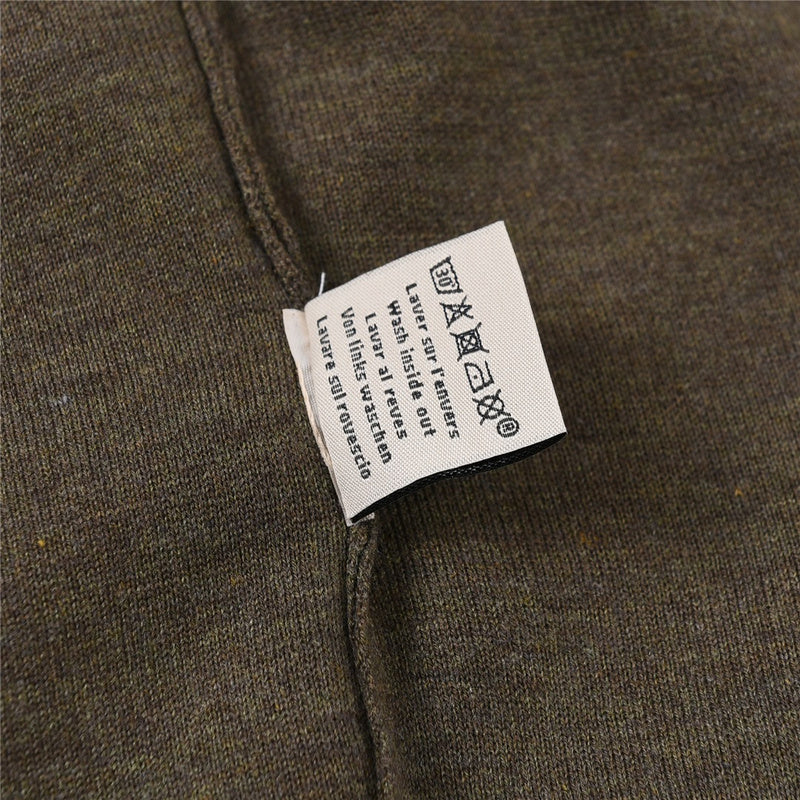 30°
®
Laver sur l'envers
Wash inside out
Lavar al reves
Von links waschen
Lavare sul rovescio